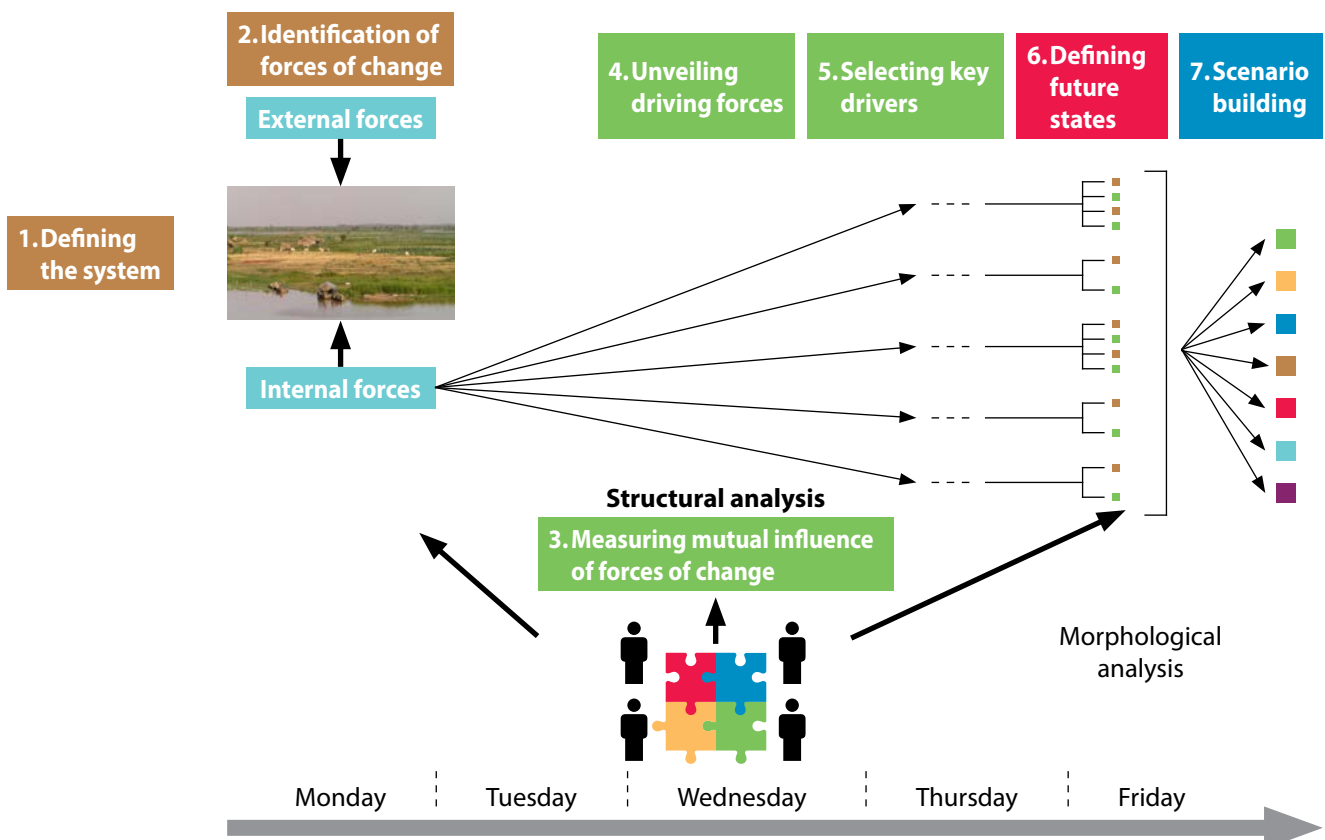 2. Identification of
forces of change
External forces
1. Defining
the system
Internal forces
4. Unveiling
driving forces
5. Selecting key
drivers
6. Defining
future
states
7. Scenario
building
Structural analysis
3. Measuring mutual influence
of forces of change
Morphological
analysis
Monday
Tuesday
Wednesday
Thursday
Friday